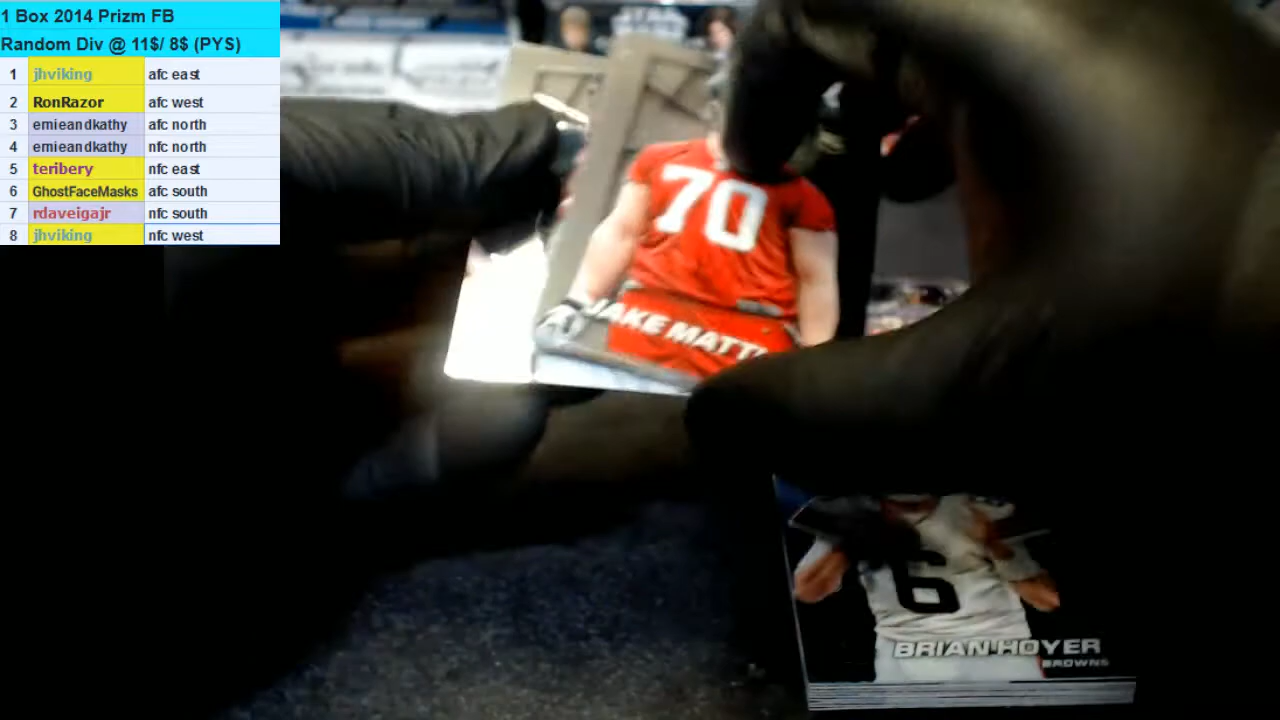 1 Box 2014 Prizm FB
Random Div @ 11$/ 8$ (PYS)
1 jhviking afc east
2 RonRazor afc west
3 emieandkathy afc north
4 emieandkathy nfc north
5 teribery nfc east
6 GhostFaceMasks afc south
7 rdaveigajr nfc south
8 jhviking nfc west
70
JAKE MATT
6
BRIAN HOYER
BROWNS